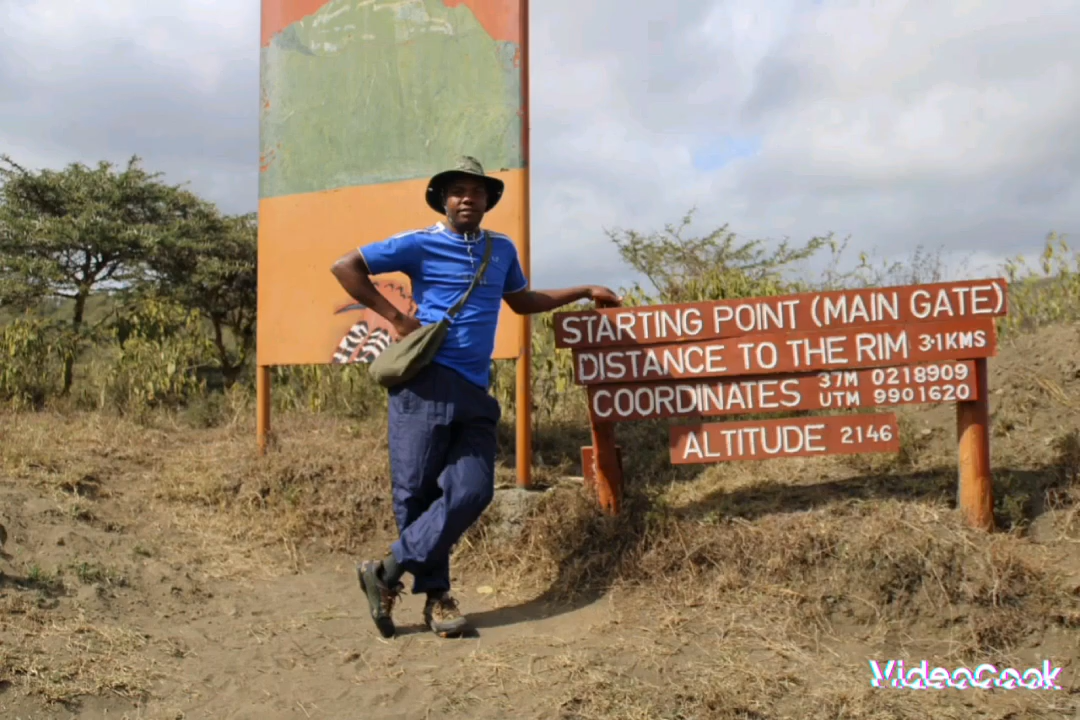 STARTING POINT (MAIN GATE)
DISTANCE TO THE RIM 3.1KMS
COORDINATES 37M 0218909
UTM 9901620
ALTITUDE 2146
VideoCook